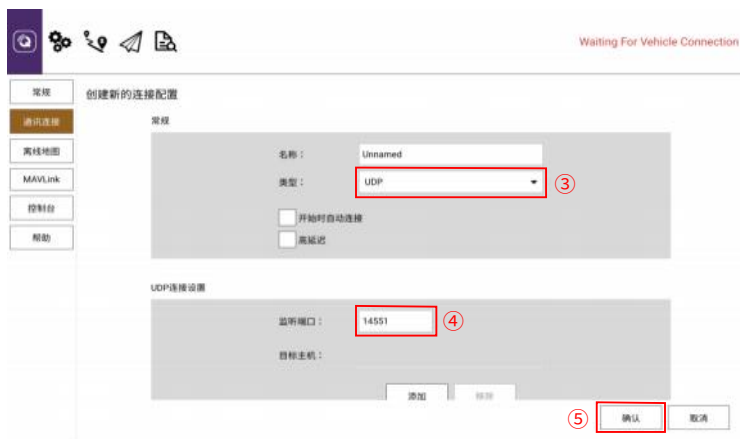 Waiting For Vehicle Connection
常规
创建新的连接配置
通讯连接
常规
离线地图
名称：
Unnamed
MAVLink
类型：
UDP
③
控制台
开始时自动连接
帮助
高延迟
UDP连接设置
监听端口：
14551
④
目标主机：
添加
移除
⑤
确认
取消